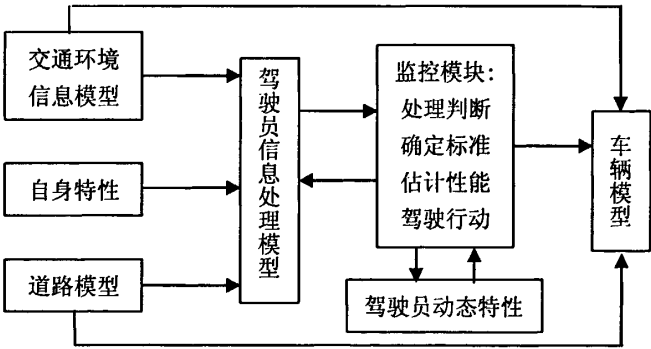 交通环境
信息模型
自身特性
道路模型
驾驶员信息处理模型
监控模块：
处理判断
确定标准
估计性能
驾驶行动
驾驶员动态特性
车辆模型